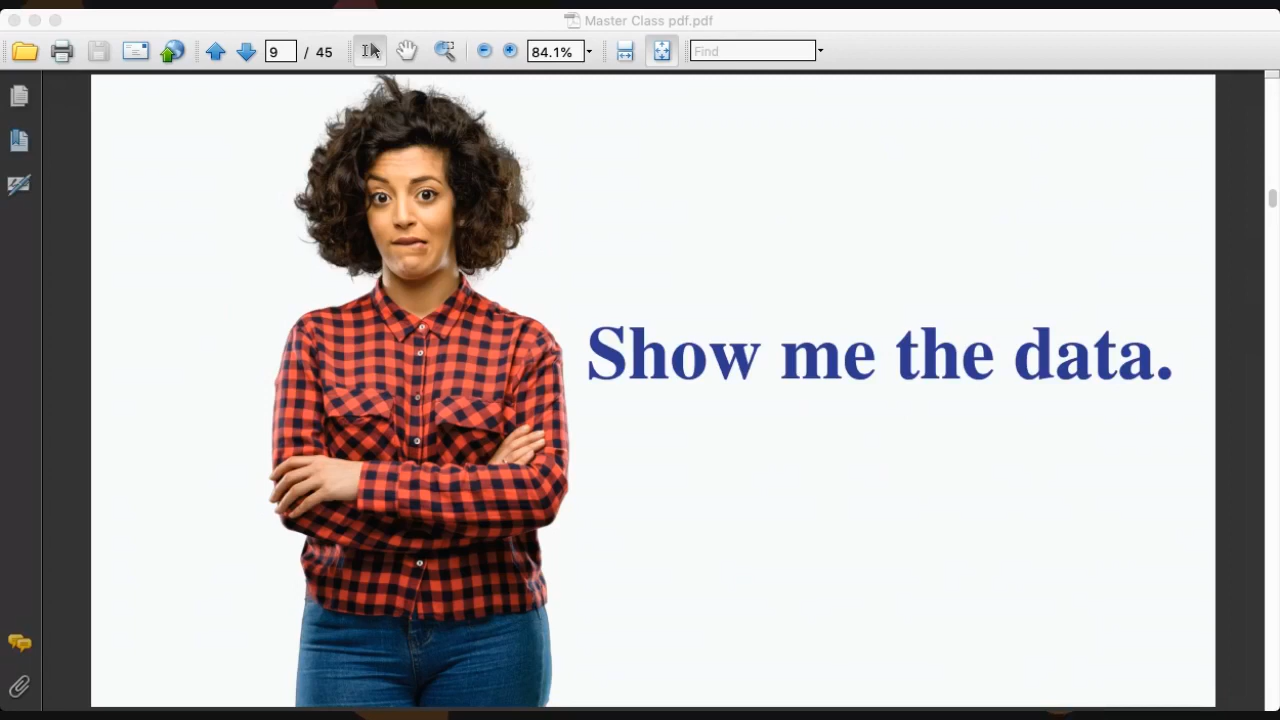 Master Class pdf.pdf
9 / 45
84.1%
Find
Show me the data.